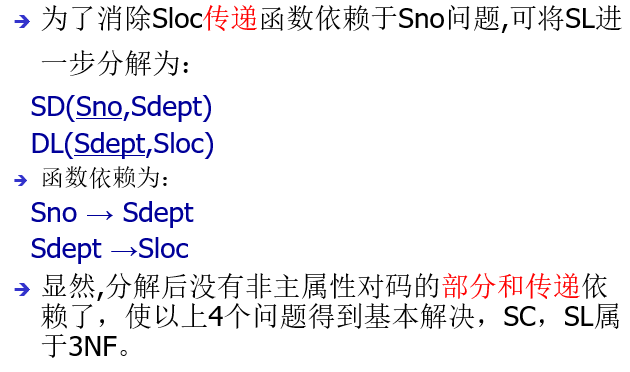 为了消除Sloc传递函数依赖于Sno问题,可将SL进
一步分解为：
SD(Sno,Sdept)
DL(Sdept,Sloc)
函数依赖为：
Sno → Sdept
Sdept →Sloc
显然,分解后没有非主属性对码的部分和传递依
赖了，使以上4个问题得到基本解决，SC，SL属
于3NF。